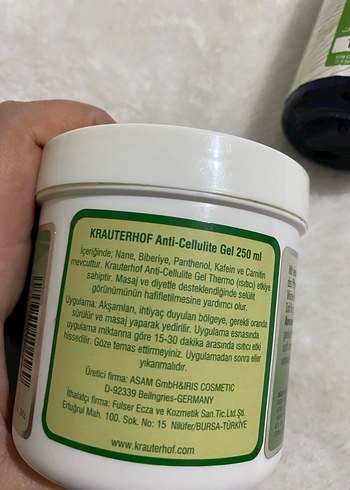 KRAUTERHOF Anti-Cellulite Gel 250 ml
İçeriğinde; Nane, Biberiye, Panthenol, Kafein ve Carnitin
mevcuttur. Krauterhof Anti-Cellulite Gel Thermo (ısıtıcı) etkiye
sahiptir. Masaj ve diyetle desteklendiğinde selülit
görünümünün hafifletilmesine yardımcı olur.
Uygulama: Akşamları, ihtiyaç duyulan bölgeye, gerekli oranda
sürülür ve masaj yaparak yedirilir. Uygulama esnasında
uygulama miktarına göre 15-30 dakika arasında ısıtıcı etki
hissedilir. Göze temas ettirmeyiniz. Uygulamadan sonra eller
yıkanmalıdır.
Üretici firma: ASAM GmbH&IRIS COSMETIC
D-92339 Beilngries-GERMANY
İthalatçı firma: Fulser Ecza ve Kozmetik San.Tic.Ltd.Şti.
Ertuğrul Mah. 100. Sok. No: 15 Nilüfer/BURSA-TÜRKİYE
www.krauterhof.com